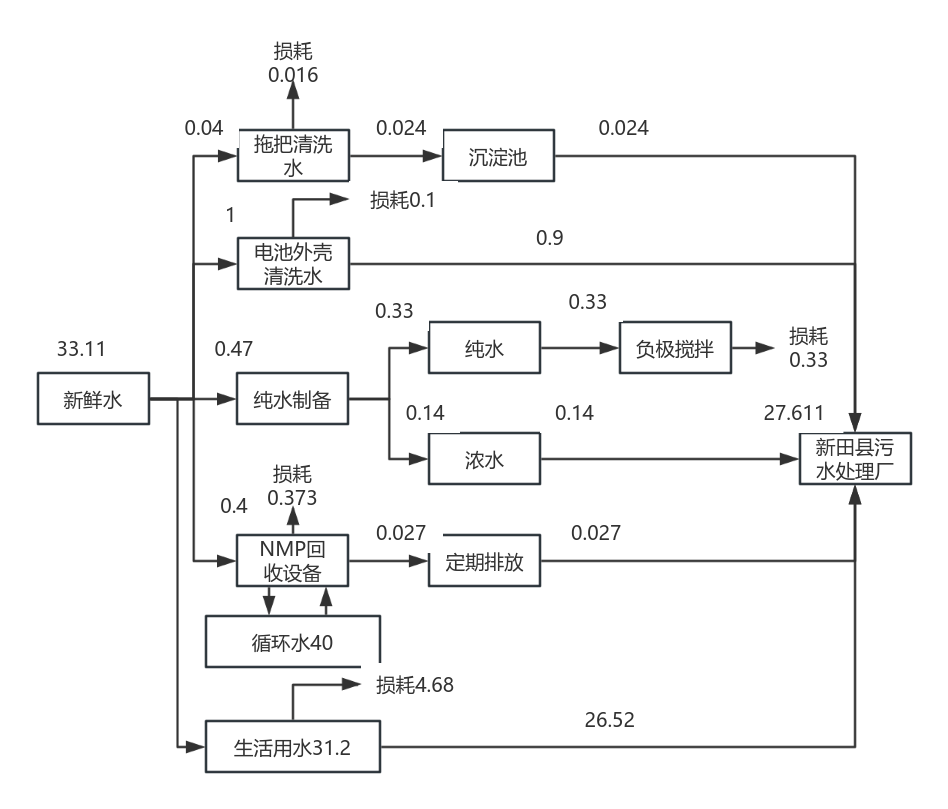 损耗
0.016
0.04
拖把清洗
水
0.024
沉淀池
0.024
1
电池外壳
清洗水
损耗0.1
0.9
33.11
新鲜水
0.47
纯水制备
0.33
纯水
0.33
负极搅拌
损耗
0.33
0.14
浓水
0.14
27.611
新田县污
水处理厂
0.4
损耗
0.373
NMP回
收设备
0.027
定期排放
0.027
循环水40
损耗4.68
生活用水31.2
26.52